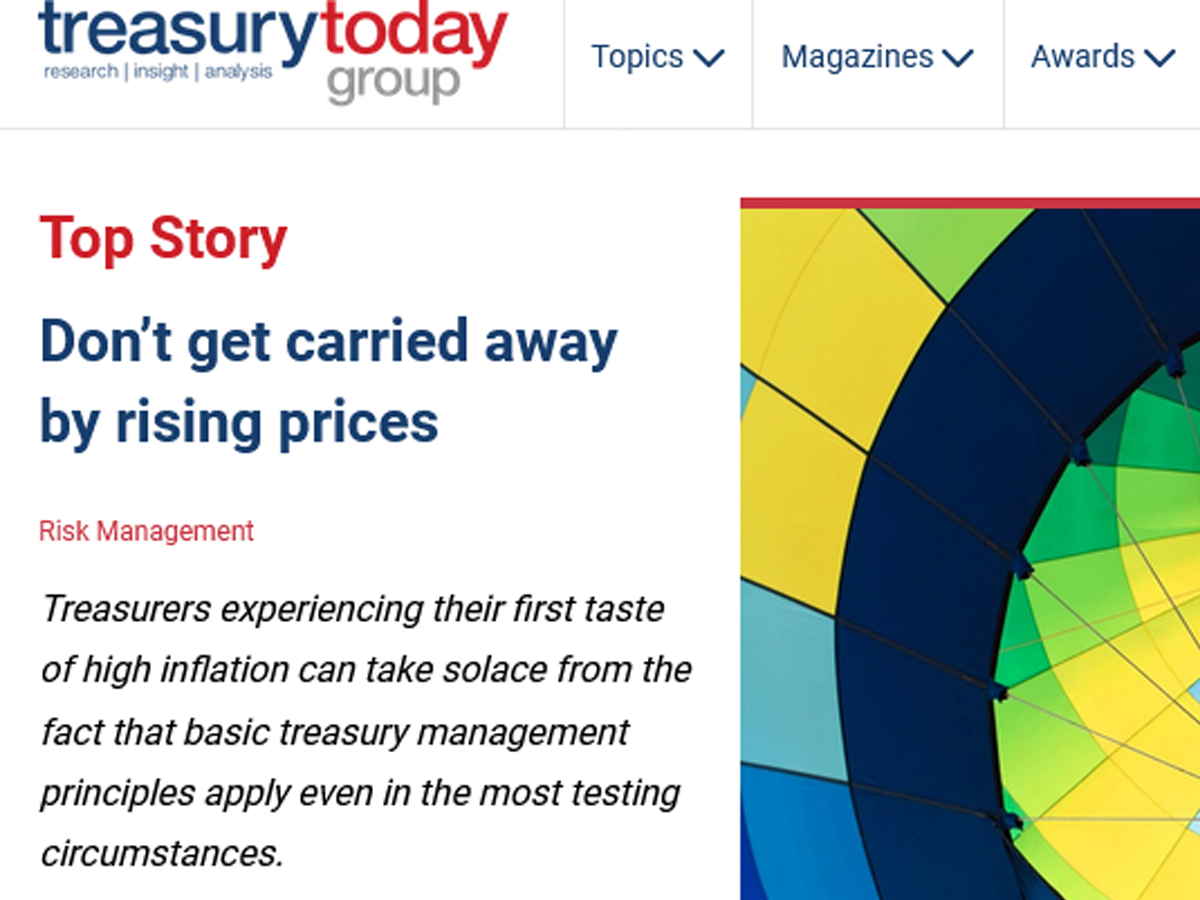 treasurytoday
research | insight | analysis
group
Topics
Magazines
Awards
Top Story
Don’t get carried away
by rising prices
Risk Management
Treasurers experiencing their first taste
of high inflation can take solace from the
fact that basic treasury management
principles apply even in the most testing
circumstances.